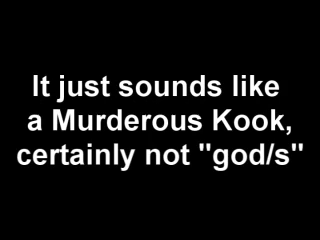 It just sounds like
a Murderous Kook,
certainly not "god/s"